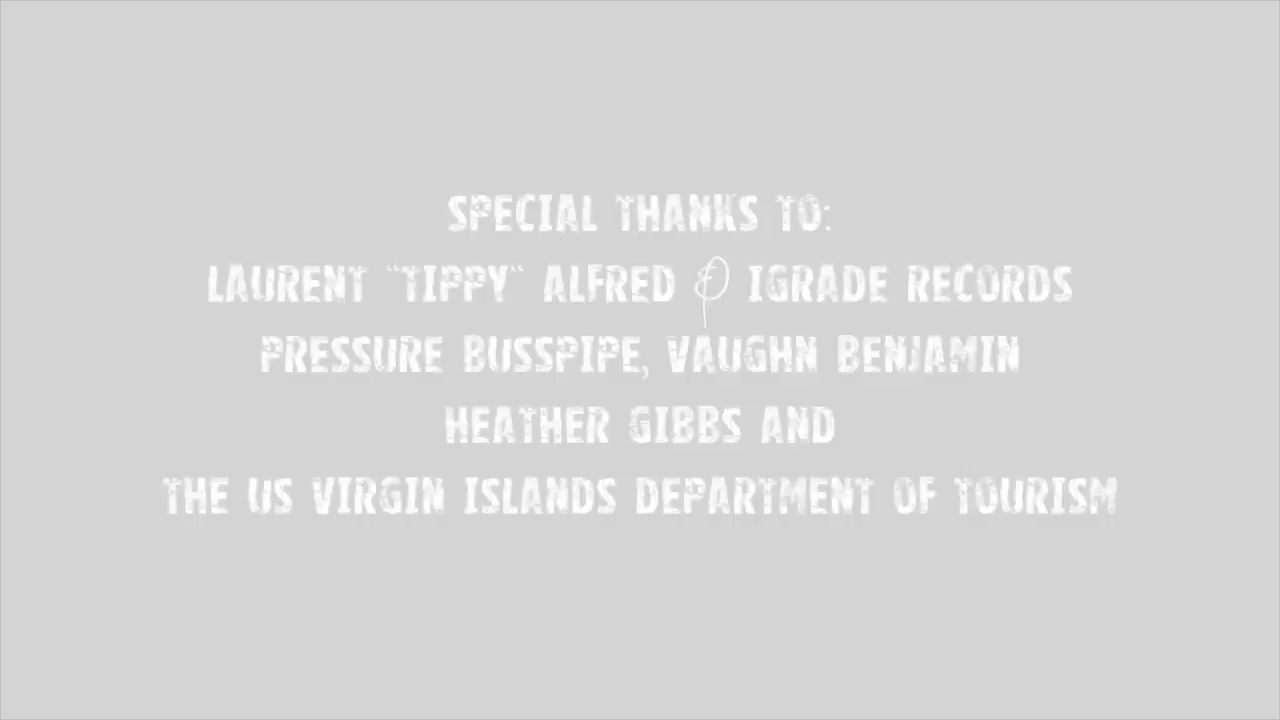 SPECIAL THANKS TO:
LAURENT "TIPPY" ALFRED & IGRADE RECORDS
PRESSURE BUSSPIPE, VAUGHN BENJAMIN
HEATHER GIBBS AND
THE US VIRGIN ISLANDS DEPARTMENT OF TOURISM